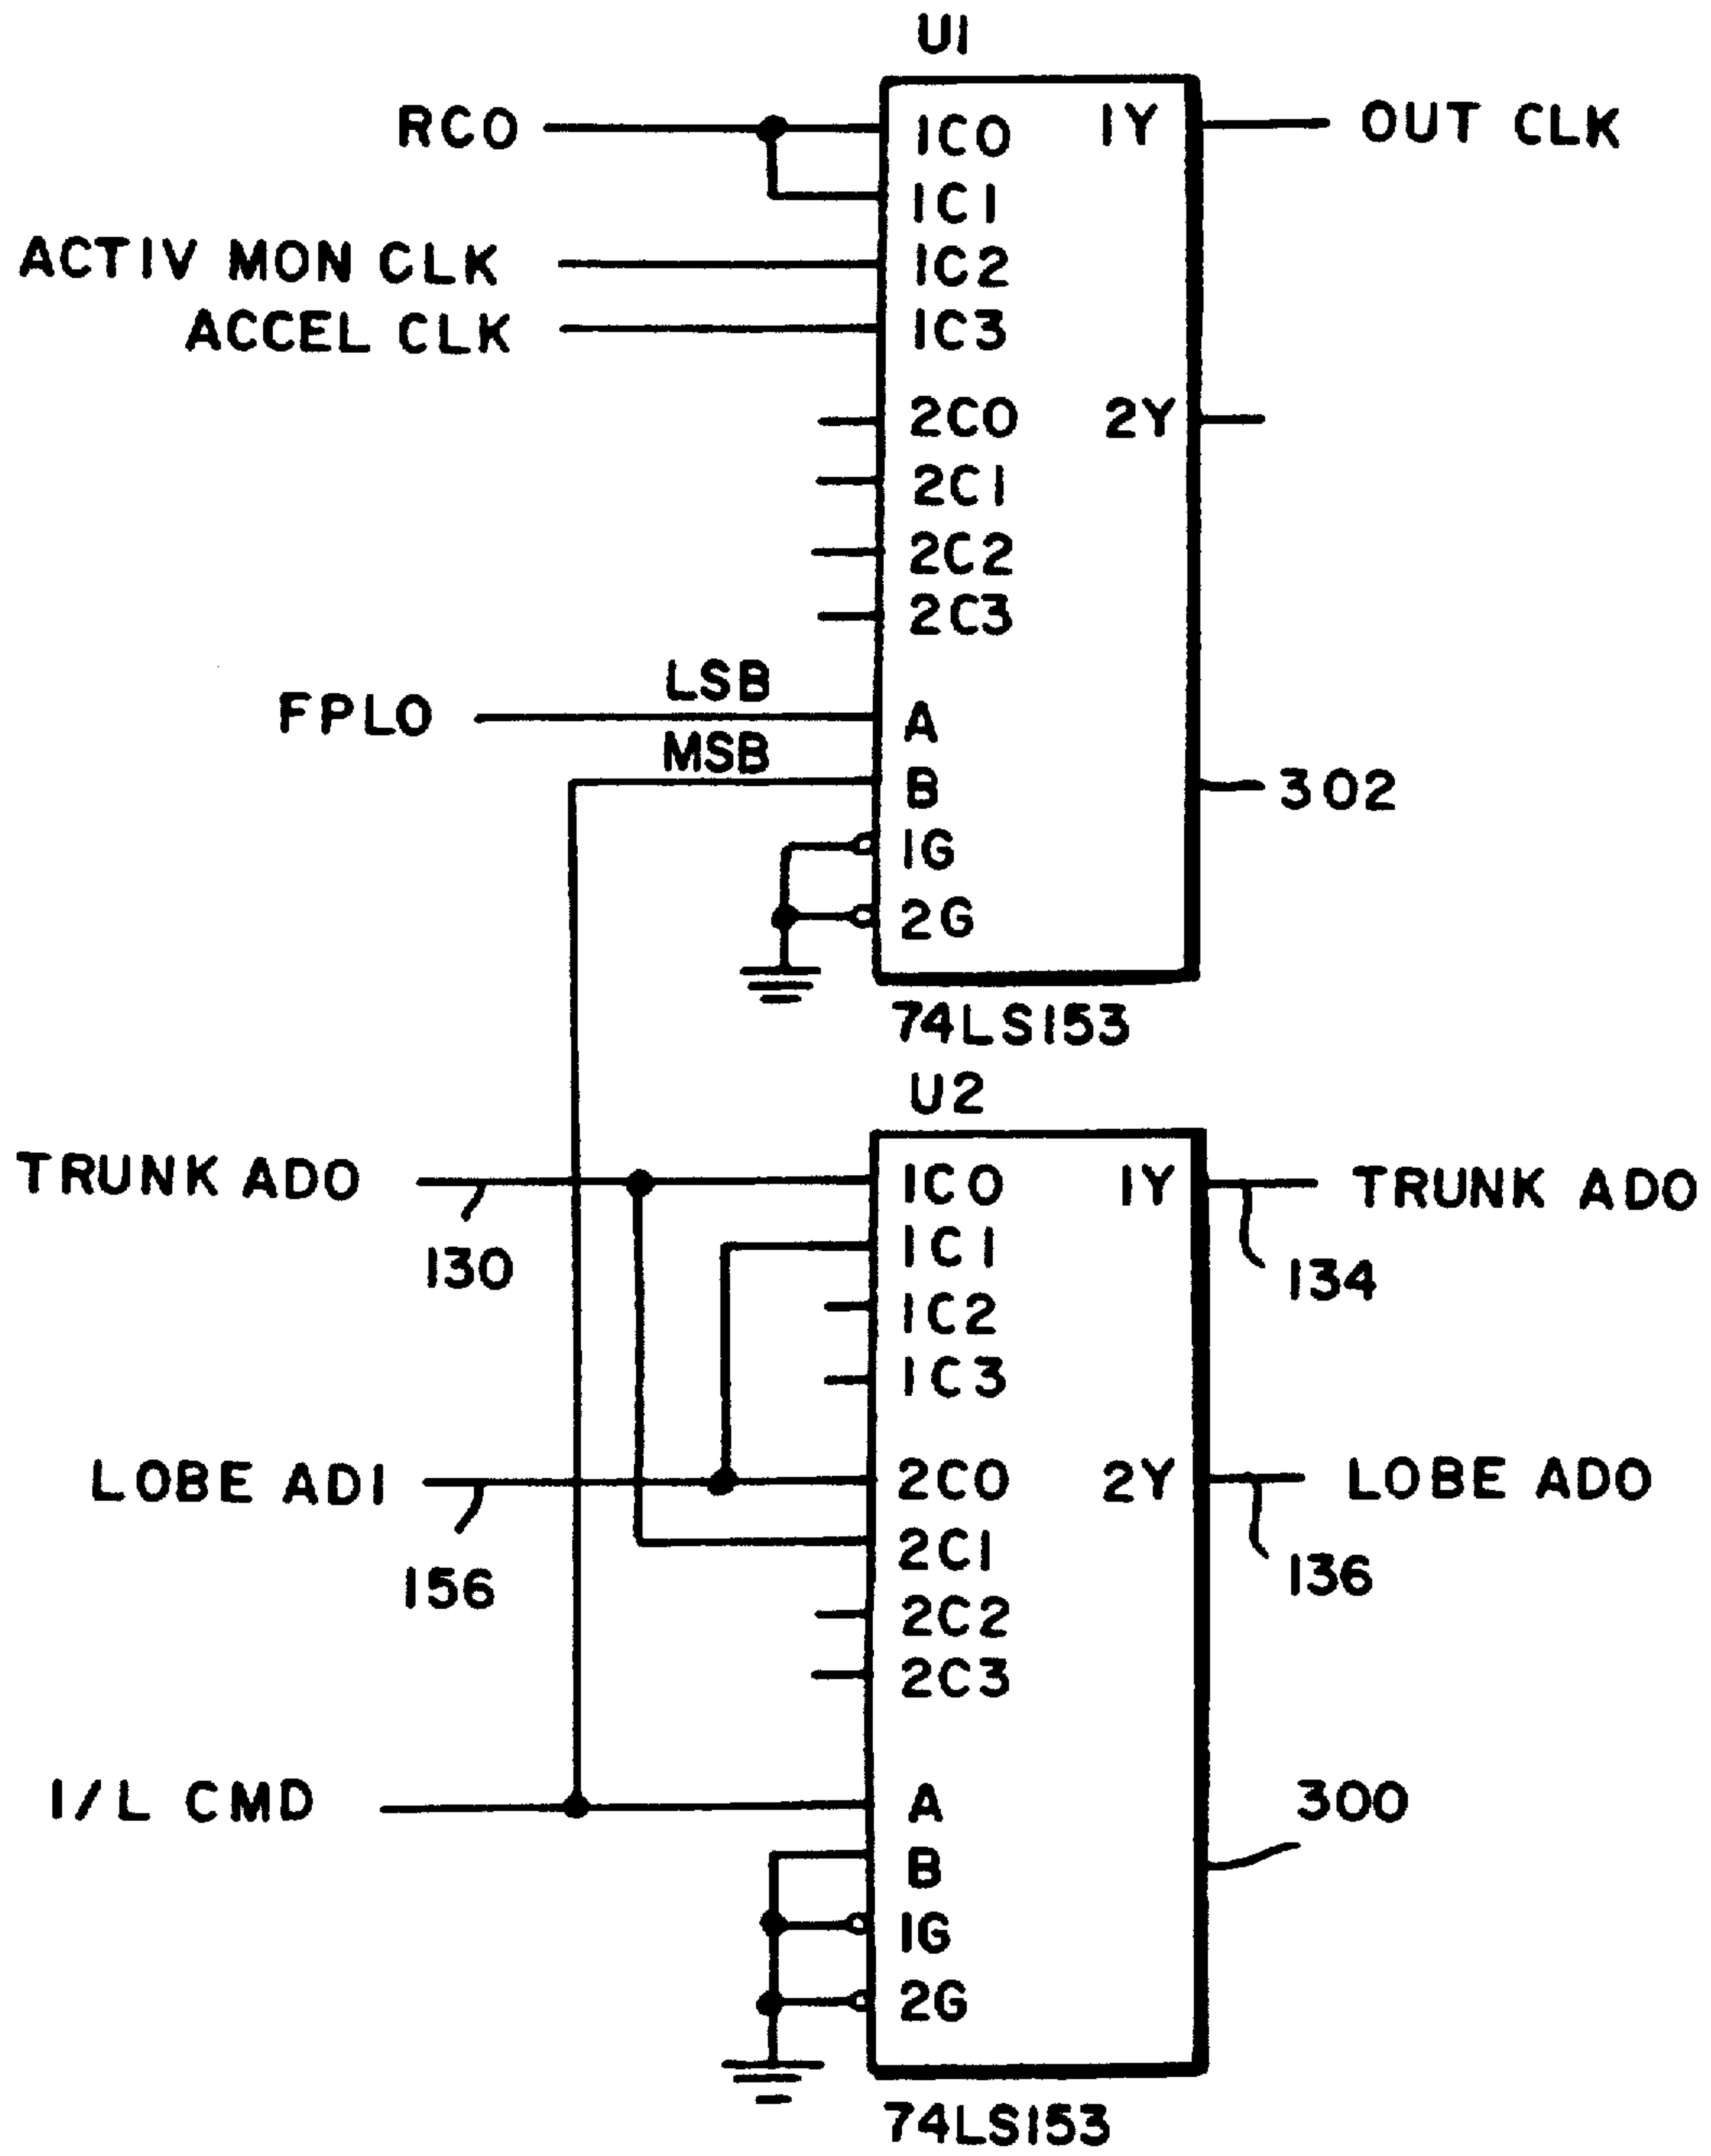 U1
RCO 1C0 1Y OUT CLK
1C1
ACTIV MON CLK 1C2
ACCEL CLK 1C3
2C0 2Y
2C1
2C2
2C3
LSB
FPLO A
MSB
B 302
1G
2G
74LS153
U2
TRUNK ADO 1C0 1Y TRUNK ADO
130 1C1 134
1C2
1C3
LOBE ADI 2C0 2Y LOBE ADO
156 2C1 136
2C2
2C3
I/L CMD A 300
B
1G
2G
74LS153